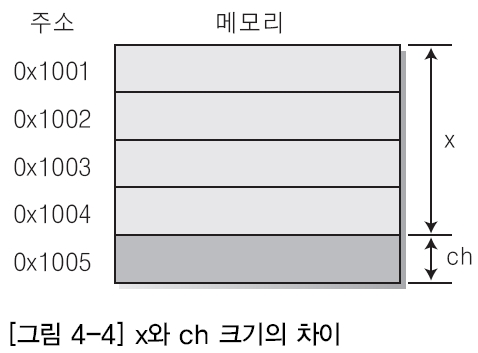 주소 메모리
0x1001
0x1002
0x1003
x
0x1004
0x1005
ch
[그림 4-4] x와 ch 크기의 차이